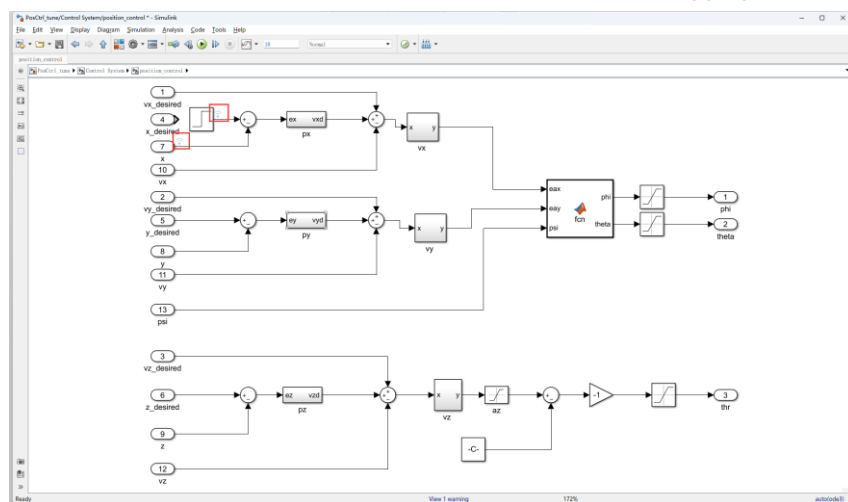 PosCtrl_tune/Control System/position_control * - Simulink
File Edit View Display Diagram Simulation Analysis Code Tools Help
10 Normal
position_control
PosCtrl_tune Control System position_control
1
vx_desired
4
x_desired
ex vxd
px
x y
vx
7
x
10
vx
2
vy_desired
5
y_desired
ey vyd
py
x y
vy
8
y
11
vy
eax
eay
psi
fcn
phi
theta
1
phi
2
theta
13
psi
3
vz_desired
6
z_desired
ez vzd
pz
x y
vz
az
-1
3
thr
9
z
-C-
12
vz
Ready View 1 warning 172% auto(ode3)